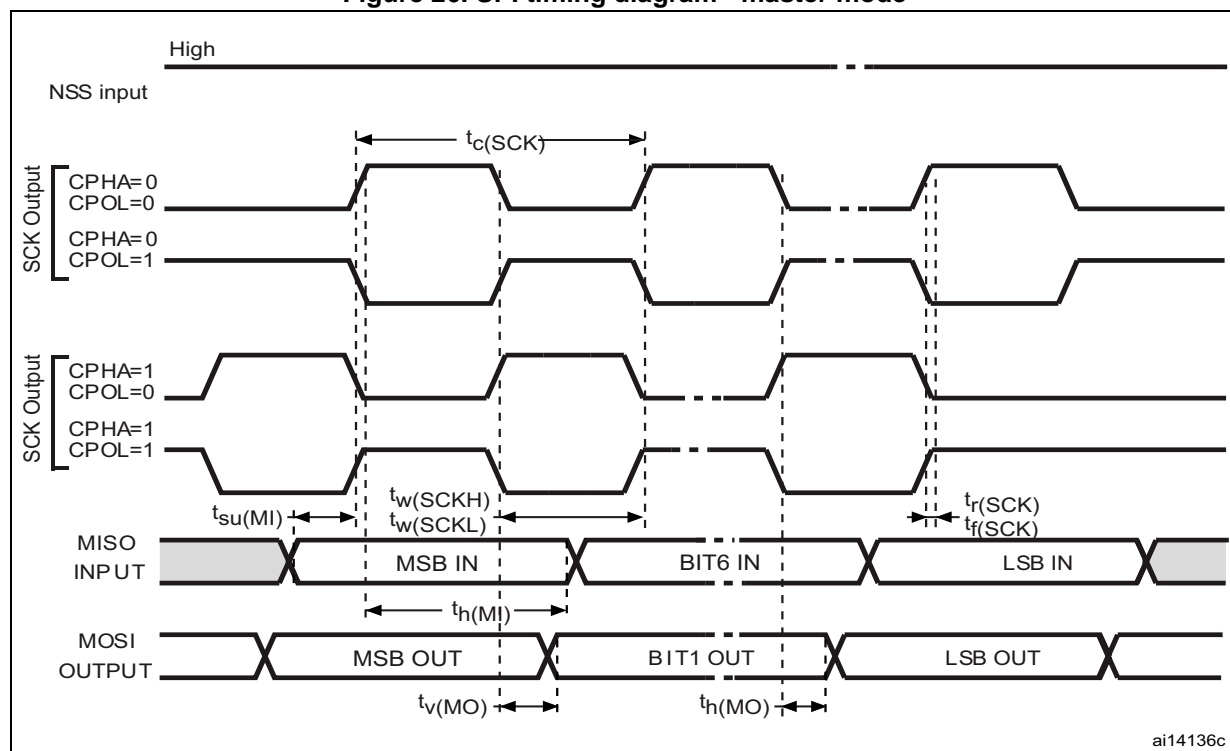 Figure 26. SPI timing diagram - master mode
High
NSS input
tc(SCK)
SCK Output
CPHA=0
CPOL=0
CPHA=0
CPOL=1
SCK Output
CPHA=1
CPOL=0
CPHA=1
CPOL=1
tw(SCKH)
tw(SCKL)
tr(SCK)
tf(SCK)
tsu(MI)
MISO
INPUT
MSB IN
BIT6 IN
LSB IN
th(MI)
MOSI
OUTPUT
MSB OUT
BIT1 OUT
LSB OUT
tv(MO)
th(MO)
ai14136c